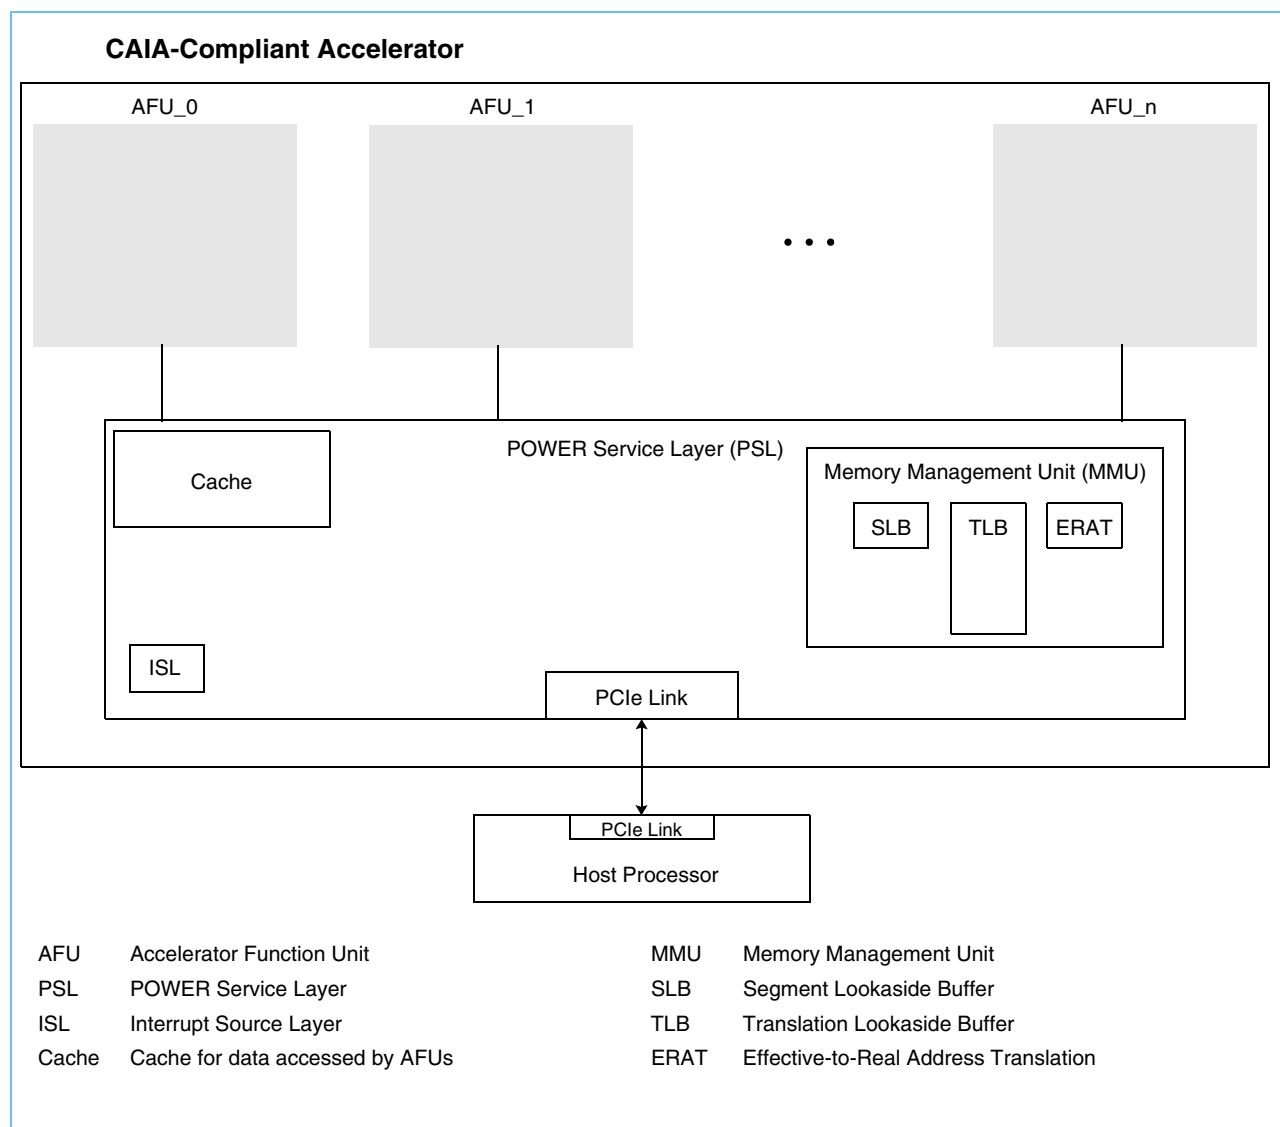 CAIA-Compliant Accelerator
AFU_0 AFU_1 AFU_n
• • •
POWER Service Layer (PSL)
Cache
Memory Management Unit (MMU)
SLB TLB ERAT
ISL
PCIe Link
PCIe Link
Host Processor
AFU Accelerator Function Unit
PSL POWER Service Layer
ISL Interrupt Source Layer
Cache Cache for data accessed by AFUs
MMU Memory Management Unit
SLB Segment Lookaside Buffer
TLB Translation Lookaside Buffer
ERAT Effective-to-Real Address Translation